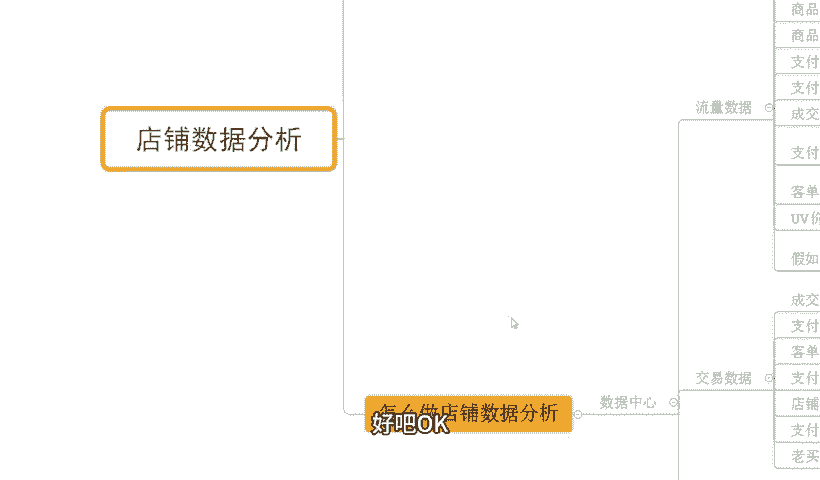 商品
商品
支付
支付
流量数据
成交
店铺数据分析
支付
客单
UV价
假如
成交
支付
客单
交易数据
支付
数据中心
店铺
怎么做店铺数据分析
好吧OK
支付
老买